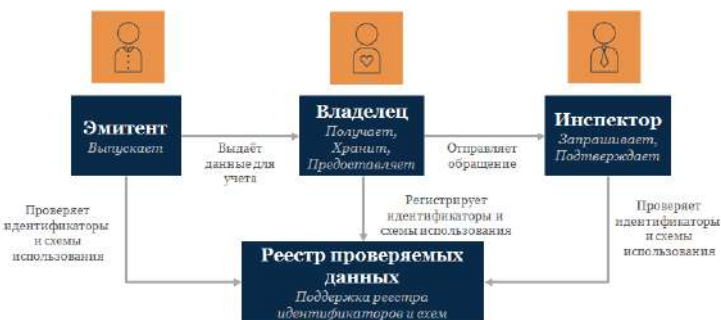 Эмитент
Выпускает
Выдаёт
данные для
учета
Владелец
Получает,
Хранит,
Предоставляет
Отправляет
обращение
Инспектор
Запрашивает,
Подтверждает
Проверяет
идентификаторы
и схемы
использования
Регистрирует
идентификаторы и
схемы использования
Проверяет
идентификаторы
и схемы
использования
Реестр проверяемых
данных
Поддержка реестра
идентификаторов и схем